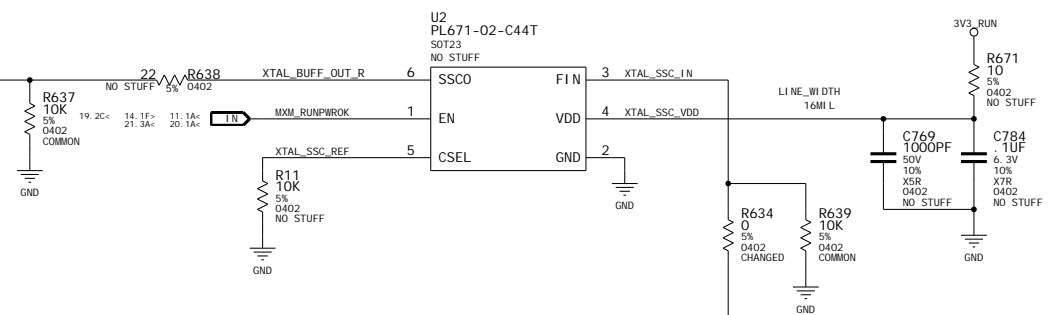 U2
PL671-02-C44T
SOT23
NO STUFF
3V3_RUN
22
R638
NO STUFF
5%
0402
XTAL_BUFF_OUT_R
6
SSCO
FIN
3
XTAL_SSC_IN
R671
10
5%
0402
NO STUFF
R637
10K
5%
0402
COMMON
19.2C<
14.1F>
11.1A<
21.3A<
20.1A<
IN
MXM_RUNPWROK
1
EN
VDD
4
XTAL_SSC_VDD
LINE_WIDTH
16MIL
XTAL_SSC_REF
5
CSEL
GND
2
C769
1000PF
50V
10%
X5R
0402
NO STUFF
C784
.1UF
6.3V
10%
X7R
0402
NO STUFF
GND
R11
10K
5%
0402
NO STUFF
GND
R634
0
5%
0402
CHANGED
R639
10K
5%
0402
COMMON
GND
GND
GND